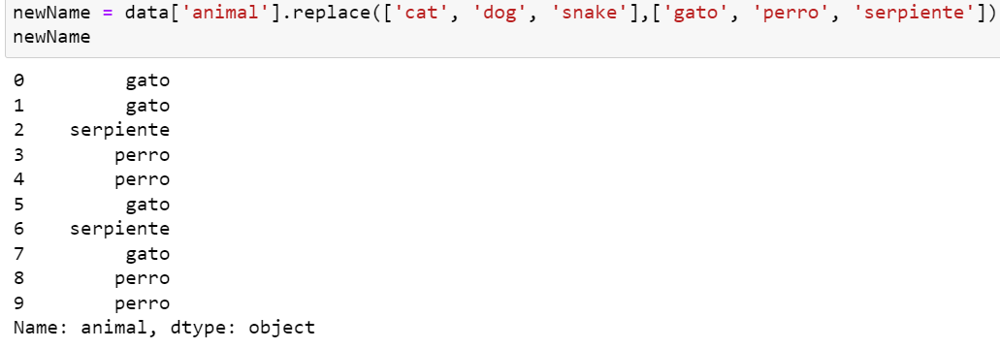 newName = data['animal'].replace(['cat', 'dog', 'snake'],['gato', 'perro', 'serpiente'])
newName
0 gato
1 gato
2 serpiente
3 perro
4 perro
5 gato
6 serpiente
7 gato
8 perro
9 perro
Name: animal, dtype: object